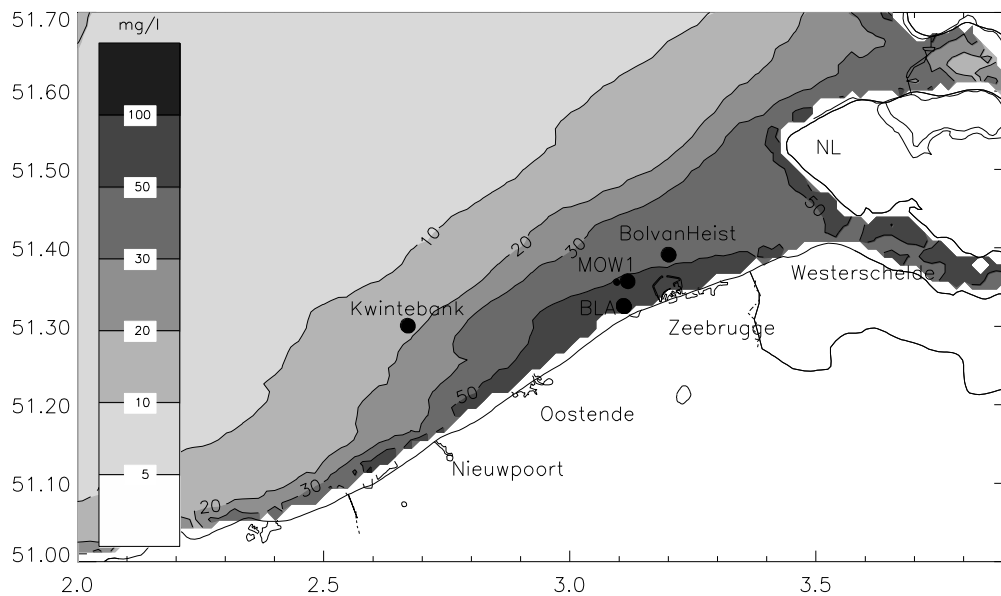 51.70
mg/l
51.60
100
NL
51.50
50
50
10
51.40
20
30
BolvanHeist
30
MOW1
Westerschelde
Kwintebank
BLA
51.30
20
Zeebrugge
10
50
51.20
Oostende
5
Nieuwpoort
51.10
30
20
51.00
2.0
2.5
3.0
3.5